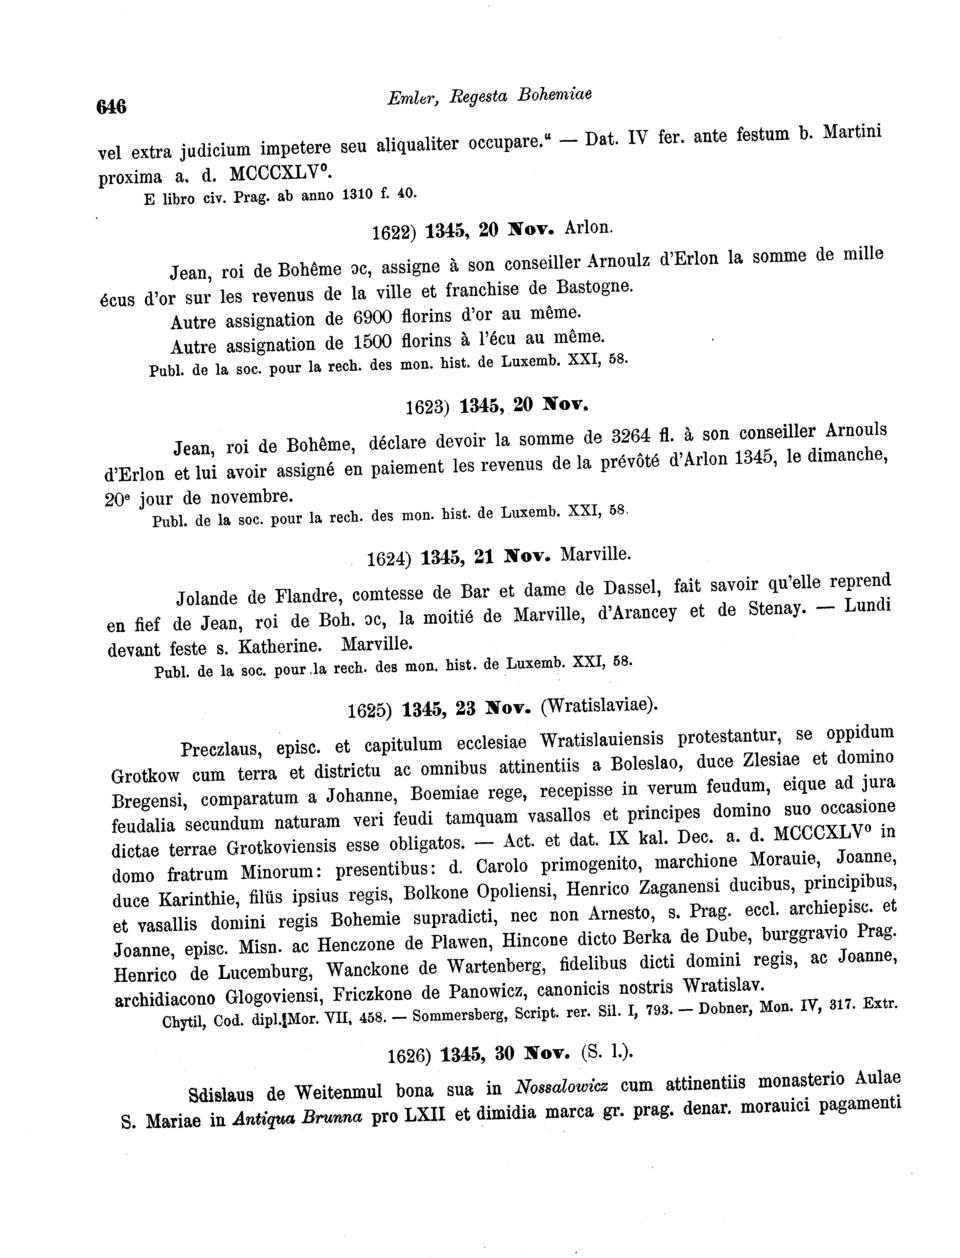 646
Emler, Regesta Bohemiae
vel extra judicium impetere seu aliqualiter occupare.“ — Dat. IV fer. ante festum b. Martini
proxima a. d. MCCCXLV⁰.
E libro civ. Prag. ab anno 1310 f. 40.
1622) 1345, 20 Nov. Arlon.
Jean, roi de Bohême ɔc, assigne à son conseiller Arnoulz d'Erlon la somme de mille
écus d'or sur les revenus de la ville et franchise de Bastogne.
Autre assignation de 6900 florins d'or au même.
Autre assignation de 1500 florins à l'écu au même.
Publ. de la soc. pour la rech. des mon. hist. de Luxemb. XXI, 58.
1623) 1345, 20 Nov.
Jean, roi de Bohême, déclare devoir la somme de 3264 fl. à son conseiller Arnouls
d'Erlon et lui avoir assigné en paiement les revenus de la prévôté d'Arlon 1345, le dimanche,
20ᵉ jour de novembre.
Publ. de la soc. pour la rech. des mon. hist. de Luxemb. XXI, 58.
1624) 1345, 21 Nov. Marville.
Jolande de Flandre, comtesse de Bar et dame de Dassel, fait savoir qu'elle reprend
en fief de Jean, roi de Boh. ɔc, la moitié de Marville, d'Arancey et de Stenay. — Lundi
devant feste s. Katherine. Marville.
Publ. de la soc. pour la rech. des mon. hist. de Luxemb. XXI, 58.
1625) 1345, 23 Nov. (Wratislaviae).
Preczlaus, episc. et capitulum ecclesiae Wratislauiensis protestantur, se oppidum
Grotkow cum terra et districtu ac omnibus attinentiis a Boleslao, duce Zlesiae et domino
Bregensi, comparatum a Johanne, Boemiae rege, recepisse in verum feudum, eique ad jura
feudalia secundum naturam veri feudi tamquam vasallos et principes domino suo occasione
dictae terrae Grotkoviensis esse obligatos. — Act. et dat. IX kal. Dec. a. d. MCCCXLV⁰ in
domo fratrum Minorum: presentibus: d. Carolo primogenito, marchione Morauie, Joanne,
duce Karinthie, filiis ipsius regis, Bolkone Opoliensi, Henrico Zaganensi ducibus, principibus,
et vasallis domini regis Bohemie supradicti, nec non Arnesto, s. Prag. eccl. archiepisc. et
Joanne, episc. Misn. ac Henczone de Plawen, Hincone dicto Berka de Dube, burggravio Prag.
Henrico de Lucemburg, Wanckone de Wartenberg, fidelibus dicti domini regis, ac Joanne,
archidiacono Glogoviensi, Friczkone de Panowicz, canonicis nostris Wratislav.
Chytil, Cod. dipl. Mor. VII, 458. — Sommersberg, Script. rer. Sil. I, 793. — Dobner, Mon. IV, 317. Extr.
1626) 1345, 30 Nov. (S. l.).
Sdislaus de Weitenmul bona sua in Nossalowicz cum attinentiis monasterio Aulae
S. Mariae in Antiqua Brunna pro LXII et dimidia marca gr. prag. denar. morauici pagamenti